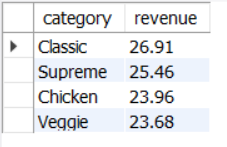 category revenue
Classic 26.91
Supreme 25.46
Chicken 23.96
Veggie 23.68